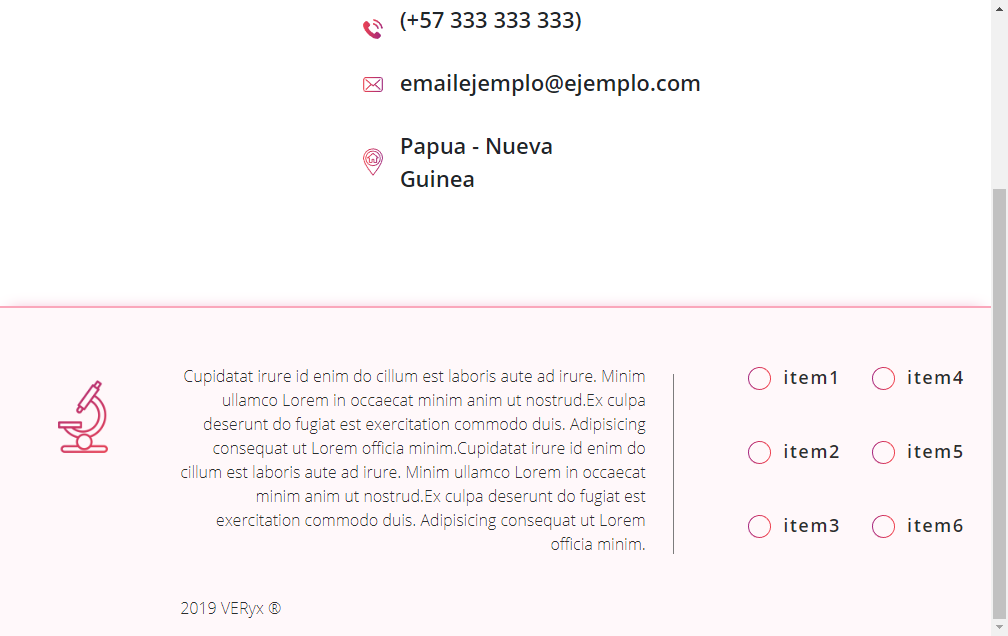 (+57 333 333 333)
emailejemplo@ejemplo.com
Papua - Nueva
Guinea
Cupidatat irure id enim do cillum est laboris aute ad irure. Minim
ullamco Lorem in occaecat minim anim ut nostrud.Ex culpa
deserunt do fugiat est exercitation commodo duis. Adipisicing
consequat ut Lorem officia minim.Cupidatat irure id enim do
cillum est laboris aute ad irure. Minim ullamco Lorem in occaecat
minim anim ut nostrud.Ex culpa deserunt do fugiat est
exercitation commodo duis. Adipisicing consequat ut Lorem
officia minim.
item1
item2
item3
item4
item5
item6
2019 VERyx ®